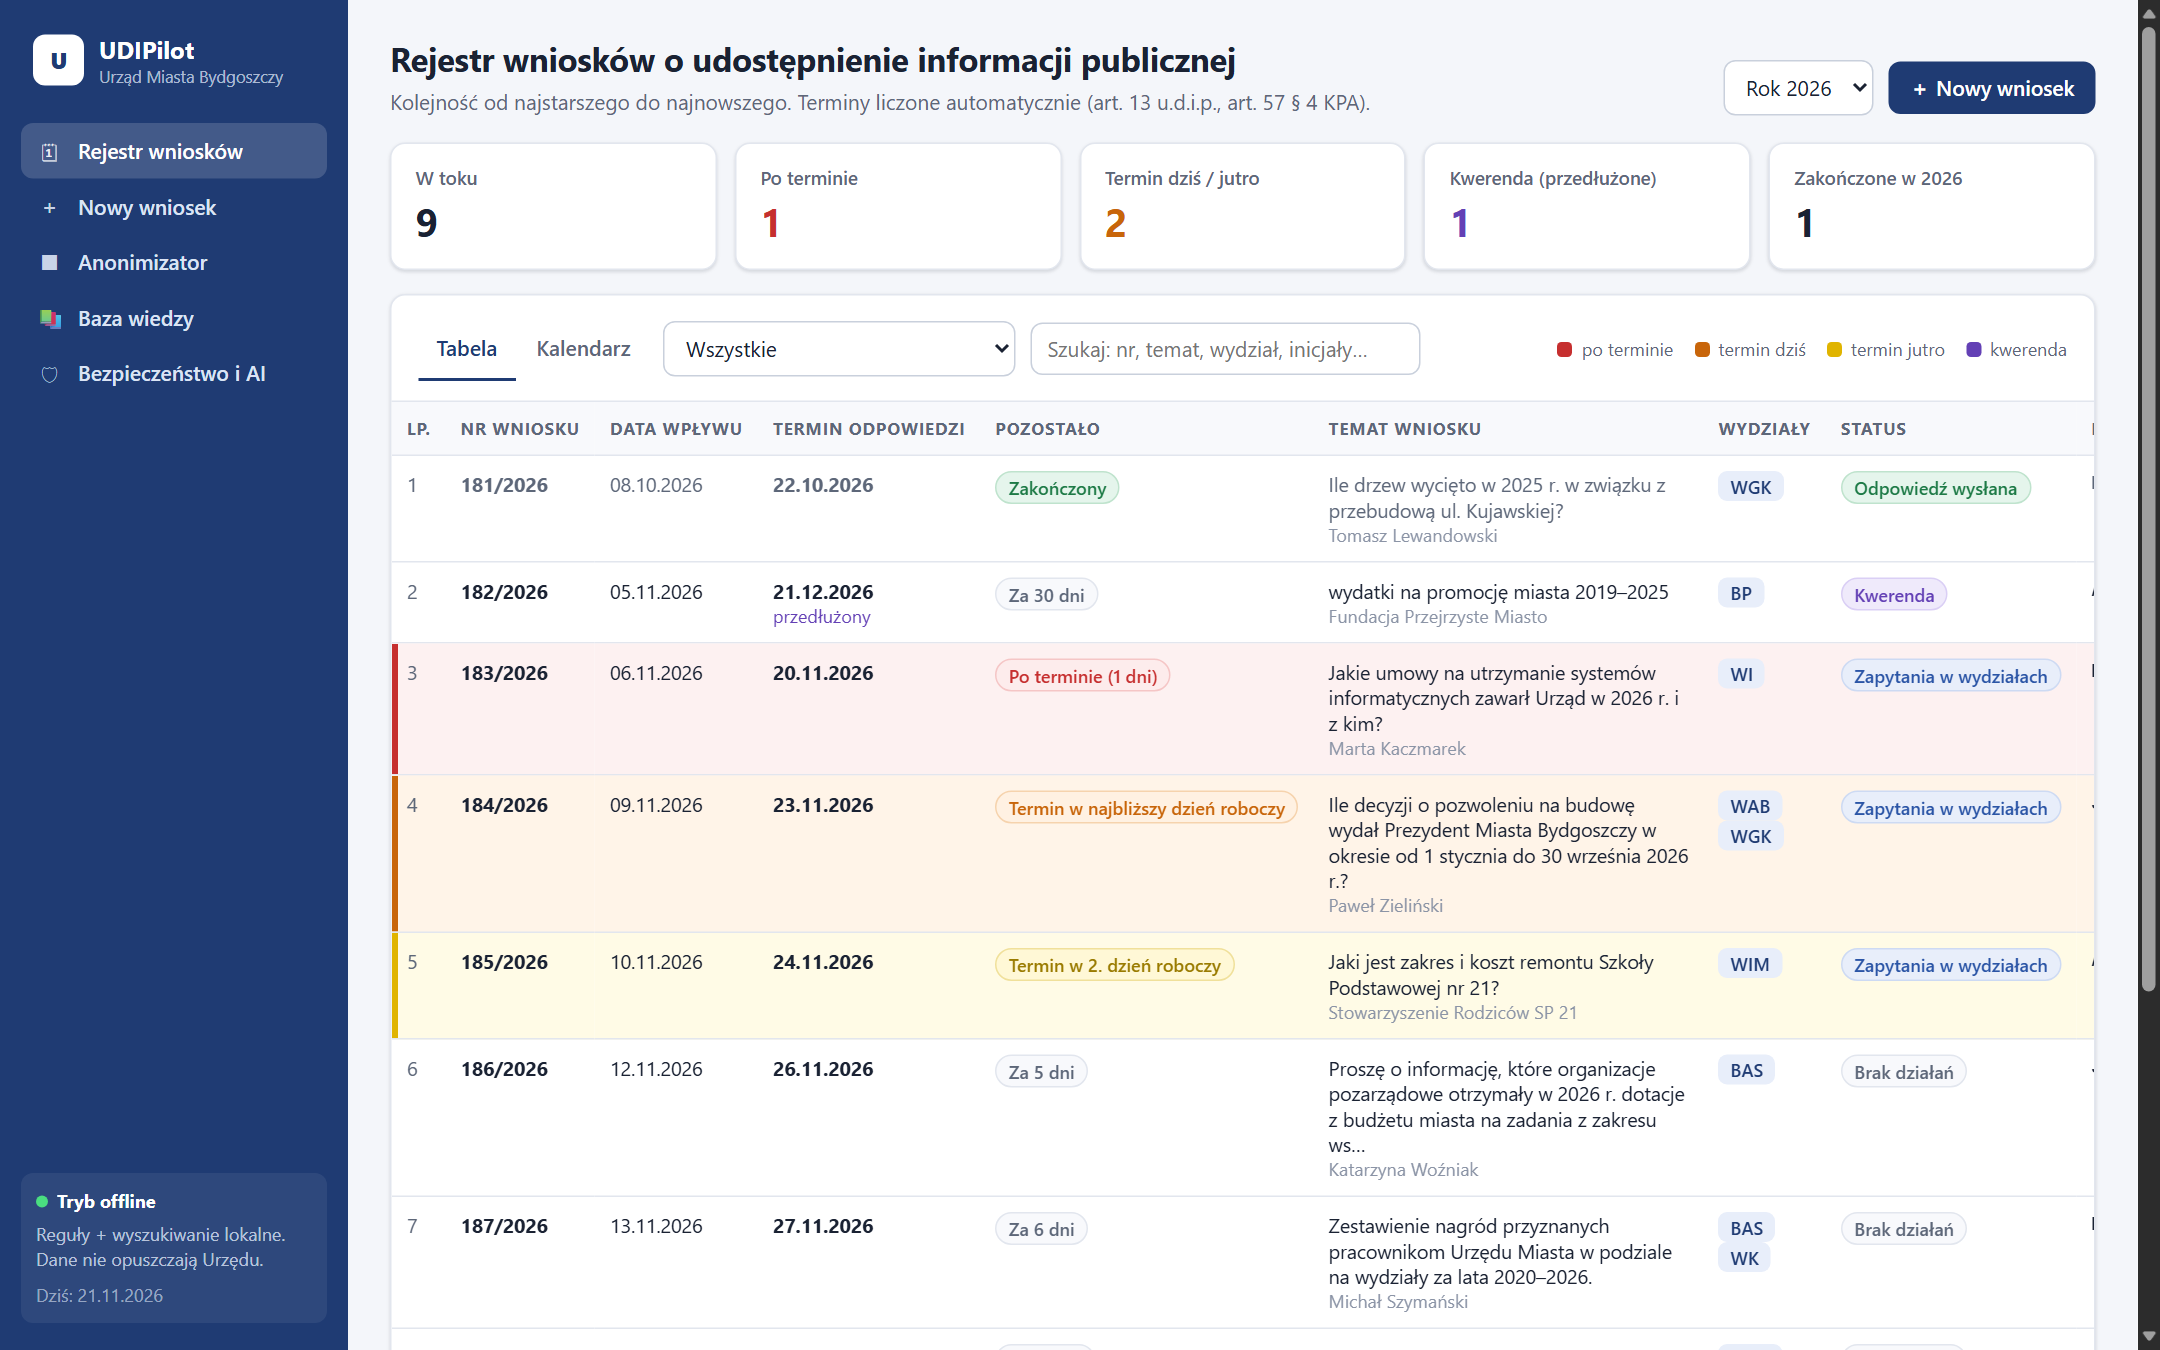 U
UDIPilot
Urząd Miasta Bydgoszczy
Rejestr wniosków
+ Nowy wniosek
Anonimizator
Baza wiedzy
Bezpieczeństwo i AI
Tryb offline
Reguły + wyszukiwanie lokalne.
Dane nie opuszczają Urzędu.
Dziś: 21.11.2026
Rejestr wniosków o udostępnienie informacji publicznej
Kolejność od najstarszego do najnowszego. Terminy liczone automatycznie (art. 13 u.d.i.p., art. 57 § 4 KPA).
Rok 2026
+ Nowy wniosek
W toku
9
Po terminie
1
Termin dziś / jutro
2
Kwerenda (przedłużone)
1
Zakończone w 2026
1
Tabela
Kalendarz
Wszystkie
Szukaj: nr, temat, wydział, inicjały...
po terminie
termin dziś
termin jutro
kwerenda
LP. NR WNIOSKU DATA WPŁYWU TERMIN ODPOWIEDZI POZOSTAŁO TEMAT WNIOSKU WYDZIAŁY STATUS
1 181/2026 08.10.2026 22.10.2026 Zakończony
Ile drzew wycięto w 2025 r. w związku z
przebudową ul. Kujawskiej?
Tomasz Lewandowski
WGK
Odpowiedź wysłana
2 182/2026 05.11.2026 21.12.2026
przedłużony
Za 30 dni
wydatki na promocję miasta 2019–2025
Fundacja Przejrzyste Miasto
BP
Kwerenda
3 183/2026 06.11.2026 20.11.2026 Po terminie (1 dni)
Jakie umowy na utrzymanie systemów
informatycznych zawarł Urząd w 2026 r. i
z kim?
Marta Kaczmarek
WI
Zapytania w wydziałach
4 184/2026 09.11.2026 23.11.2026 Termin w najbliższy dzień roboczy
Ile decyzji o pozwoleniu na budowę
wydał Prezydent Miasta Bydgoszczy w
okresie od 1 stycznia do 30 września 2026
r.?
Paweł Zieliński
WAB
WGK
Zapytania w wydziałach
5 185/2026 10.11.2026 24.11.2026 Termin w 2. dzień roboczy
Jaki jest zakres i koszt remontu Szkoły
Podstawowej nr 21?
Stowarzyszenie Rodziców SP 21
WIM
Zapytania w wydziałach
6 186/2026 12.11.2026 26.11.2026 Za 5 dni
Proszę o informację, które organizacje
pozarządowe otrzymały w 2026 r. dotacje
z budżetu miasta na zadania z zakresu
ws...
Katarzyna Woźniak
BAS
Brak działań
7 187/2026 13.11.2026 27.11.2026 Za 6 dni
Zestawienie nagród przyznanych
pracownikom Urzędu Miasta w podziale
na wydziały za lata 2020–2026.
Michał Szymański
BAS
WK
Brak działań